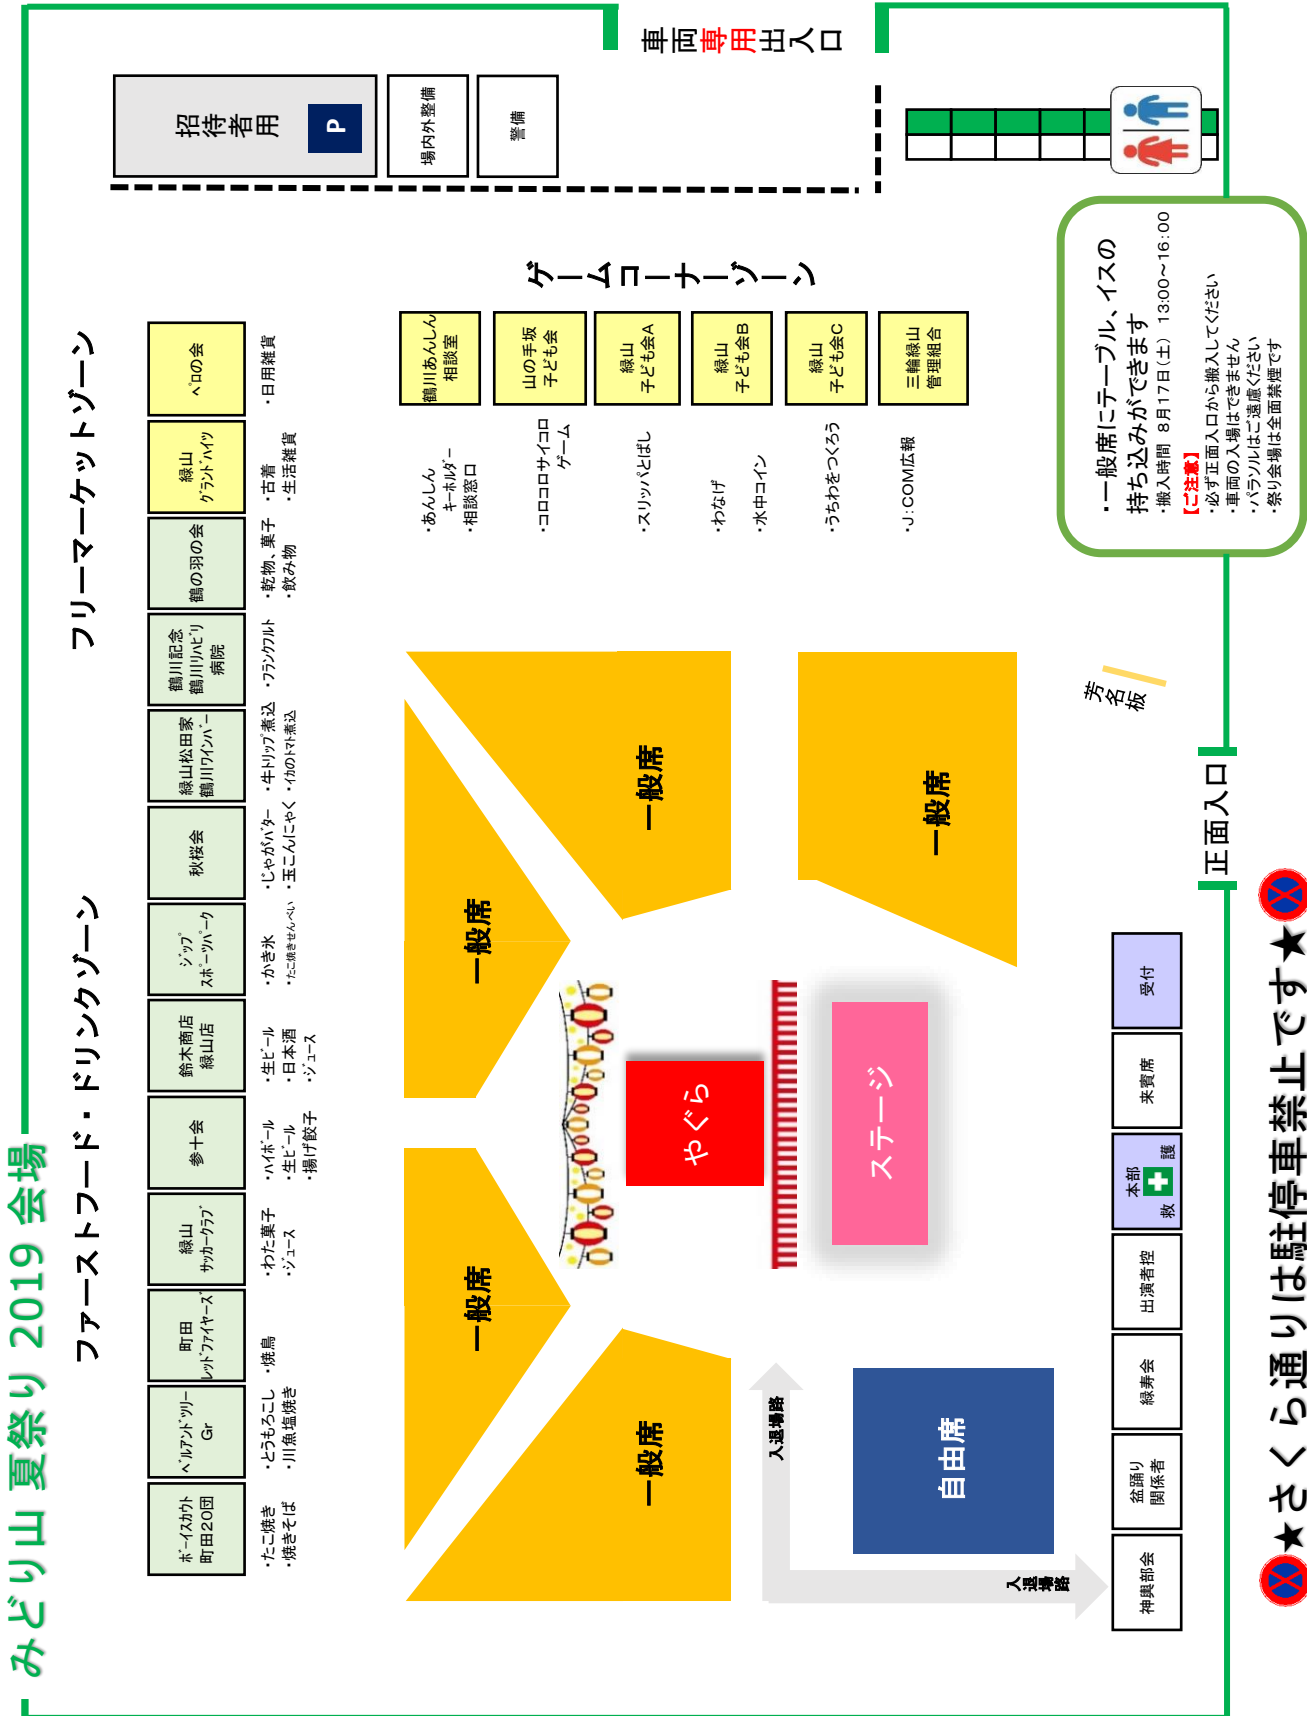 みどり山 夏祭り 2019 会場
ファーストフード・ドリンクゾーン
フリーマーケットゾーン
ボーイスカウト
町田20団
・たこ焼き
・焼きそば
ベルアンドツリー
Gr
・とうもろこし
・川魚塩焼き
町田
レッドファイヤーズ
・焼鳥
緑山
サッカークラブ
・わた菓子
・ジュース
参十会
・ハイボール
・生ビール
・揚げ餃子
鈴木商店
緑山店
・生ビール
・日本酒
・ジュース
ジップ
スポーツパーク
・かき氷
・たこ焼きせんべい
秋桜会
・じゃがバター
・玉こんにゃく
緑山松田家
鶴川ワインバー
・牛トリップ煮込
・イカのトマト煮込
鶴川記念
鶴川リハビリ
病院
・フランクフルト
鶴の羽の会
・乾物、菓子
・飲み物
緑山
グランドハイツ
・古着
・生活雑貨
ペロの会
・日用雑貨
招待者用
P
場内外整備
警備
車両専用出入口
ゲームコーナーゾーン
鶴川あんしん
相談室
・あんしん
キーホルダー
・相談窓口
山の手坂
子ども会
・コロコロサイコロ
ゲーム
緑山
子ども会A
・スリッパとばし
緑山
子ども会B
・わなげ
・水中コイン
緑山
子ども会C
・うちわをつくろう
三輪緑山
管理組合
・J:COM広報
一般席
一般席
一般席
一般席
一般席
やぐら
ステージ
自由席
入退場路
入退場路
神輿部会
盆踊り
関係者
緑寿会
出演者控
本部
救 護
来賓席
受付
正面入口
芳名板
・一般席にテーブル、イスの
持ち込みができます
・搬入時間 8月17日(土) 13:00~16:00
【ご注意】
・必ず正面入口から搬入してください
・車両の入場はできません
・パラソルはご遠慮ください
・祭り会場は全面禁煙です
★さくら通りは駐停車禁止です★